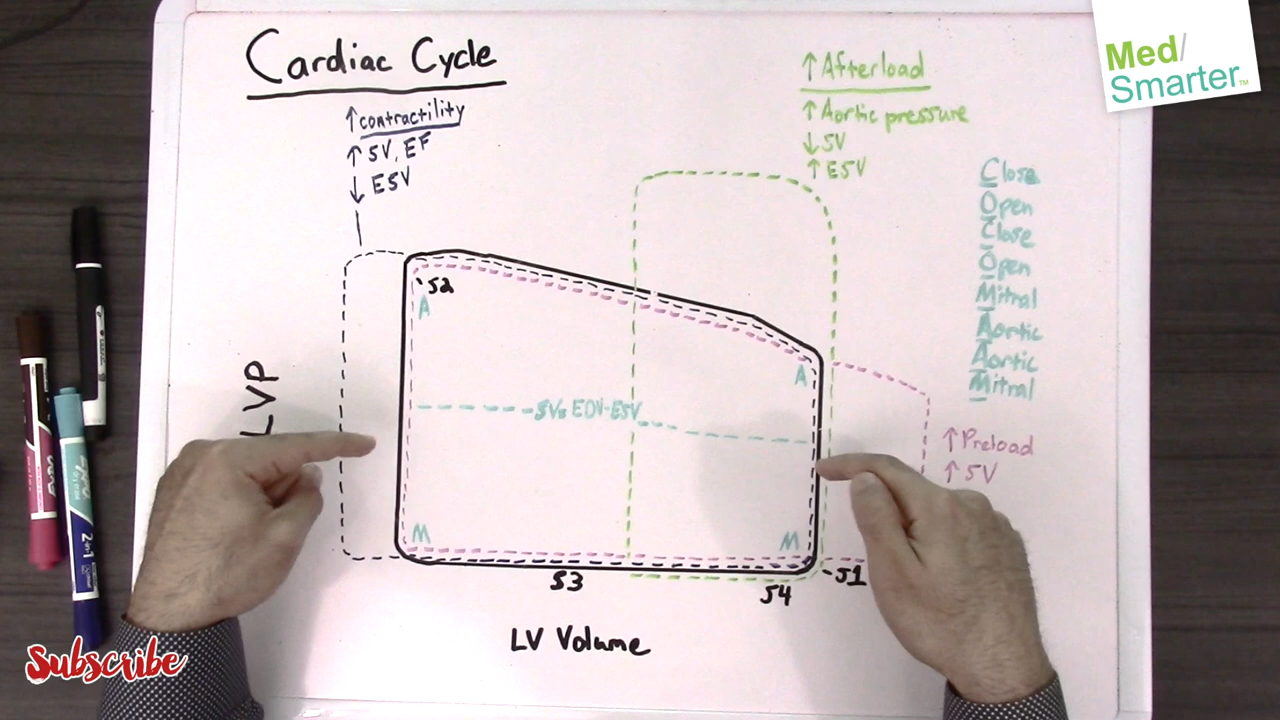 Cardiac Cycle
↑ contractility
↑ SV, EF
↓ ESV
↑ Afterload
↑ Aortic pressure
↓ SV
↑ ESV
Med/
Smarter™
Close
Open
Close
Open
Mitral
Aortic
Aortic
Mitral
S2
A
A
LVP
SV= EDV-ESV
↑ Preload
↑ SV
M
M
S3
S4
S1
LV Volume
Subscribe